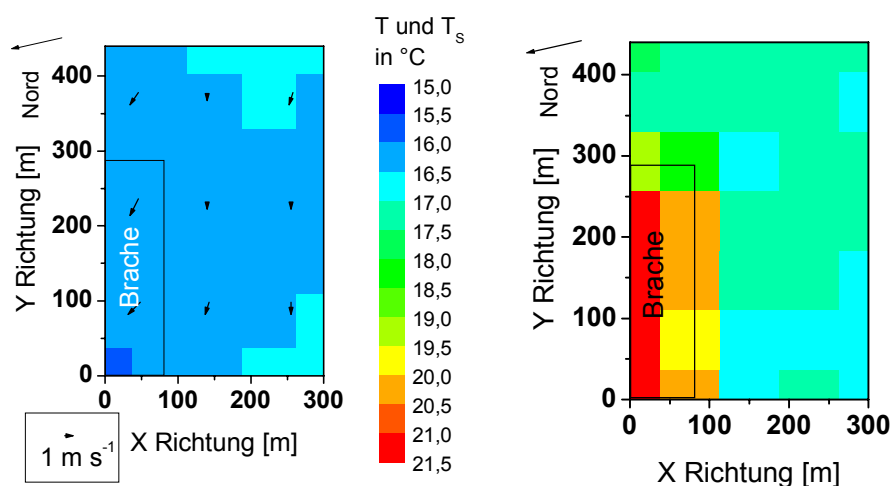 T und T_S
in °C
Nord
Y Richtung [m]
400
300
200
100
0
Brache
0 100 200 300
X Richtung [m]
1 m s⁻¹
15,0
15,5
16,0
16,5
17,0
17,5
18,0
18,5
19,0
19,5
20,0
20,5
21,0
21,5
Nord
Y Richtung [m]
400
300
200
100
0
Brache
0 100 200 300
X Richtung [m]